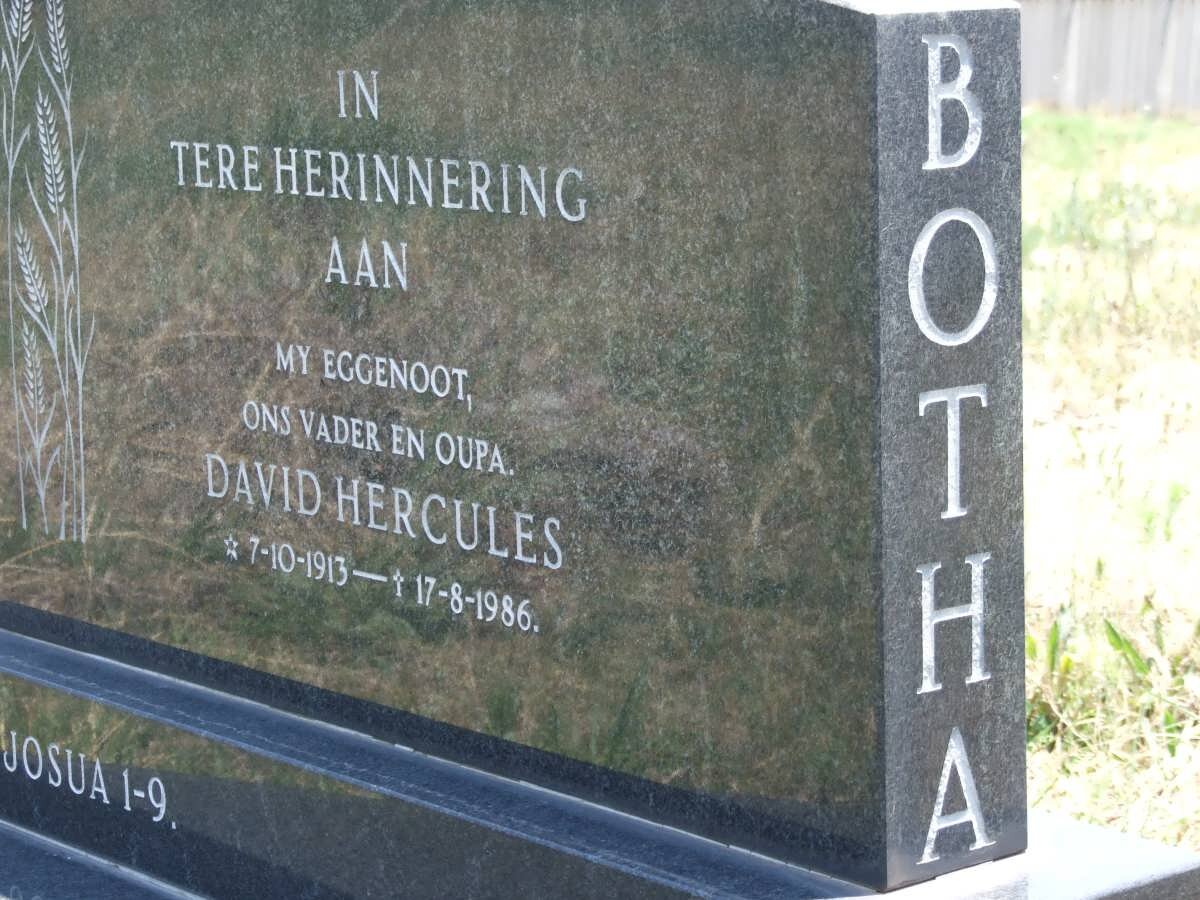 IN
TERE HERINNERING
AAN
MY EGGENOOT,
ONS VADER EN OUPA.
DAVID HERCULES
☆ 7-10-1913 — † 17-8-1986.
JOSUA 1-9.
BOTHA